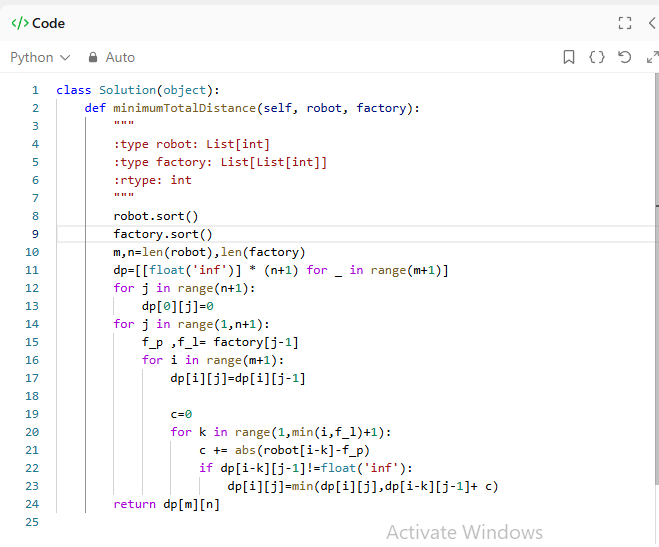 </> Code
Python Auto
1 class Solution(object):
2 def minimumTotalDistance(self, robot, factory):
3 """
4 :type robot: List[int]
5 :type factory: List[List[int]]
6 :rtype: int
7 """
8 robot.sort()
9 factory.sort()
10 m,n=len(robot),len(factory)
11 dp=[[float('inf')] * (n+1) for _ in range(m+1)]
12 for j in range(n+1):
13 dp[0][j]=0
14 for j in range(1,n+1):
15 f_p ,f_l= factory[j-1]
16 for i in range(m+1):
17 dp[i][j]=dp[i][j-1]
18
19 c=0
20 for k in range(1,min(i,f_l)+1):
21 c += abs(robot[i-k]-f_p)
22 if dp[i-k][j-1]!=float('inf'):
23 dp[i][j]=min(dp[i][j],dp[i-k][j-1]+ c)
24 return dp[m][n]
25
Activate Windows